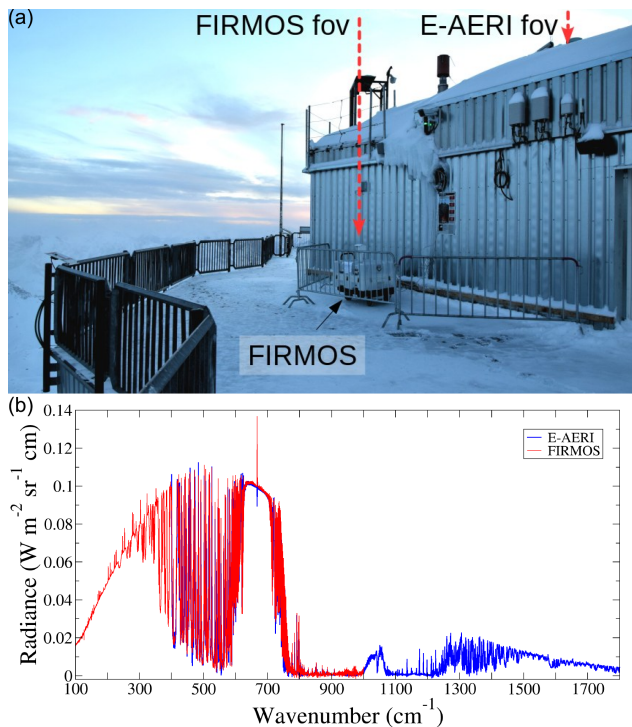 (a)
FIRMOS fov
E-AERI fov
FIRMOS
(b)
0.14
0.12
0.1
0.08
0.06
0.04
0.02
0
Radiance (W m⁻² sr⁻¹ cm)
E-AERI
FIRMOS
100 300 500 700 900 1100 1300 1500 1700
Wavenumber (cm⁻¹)